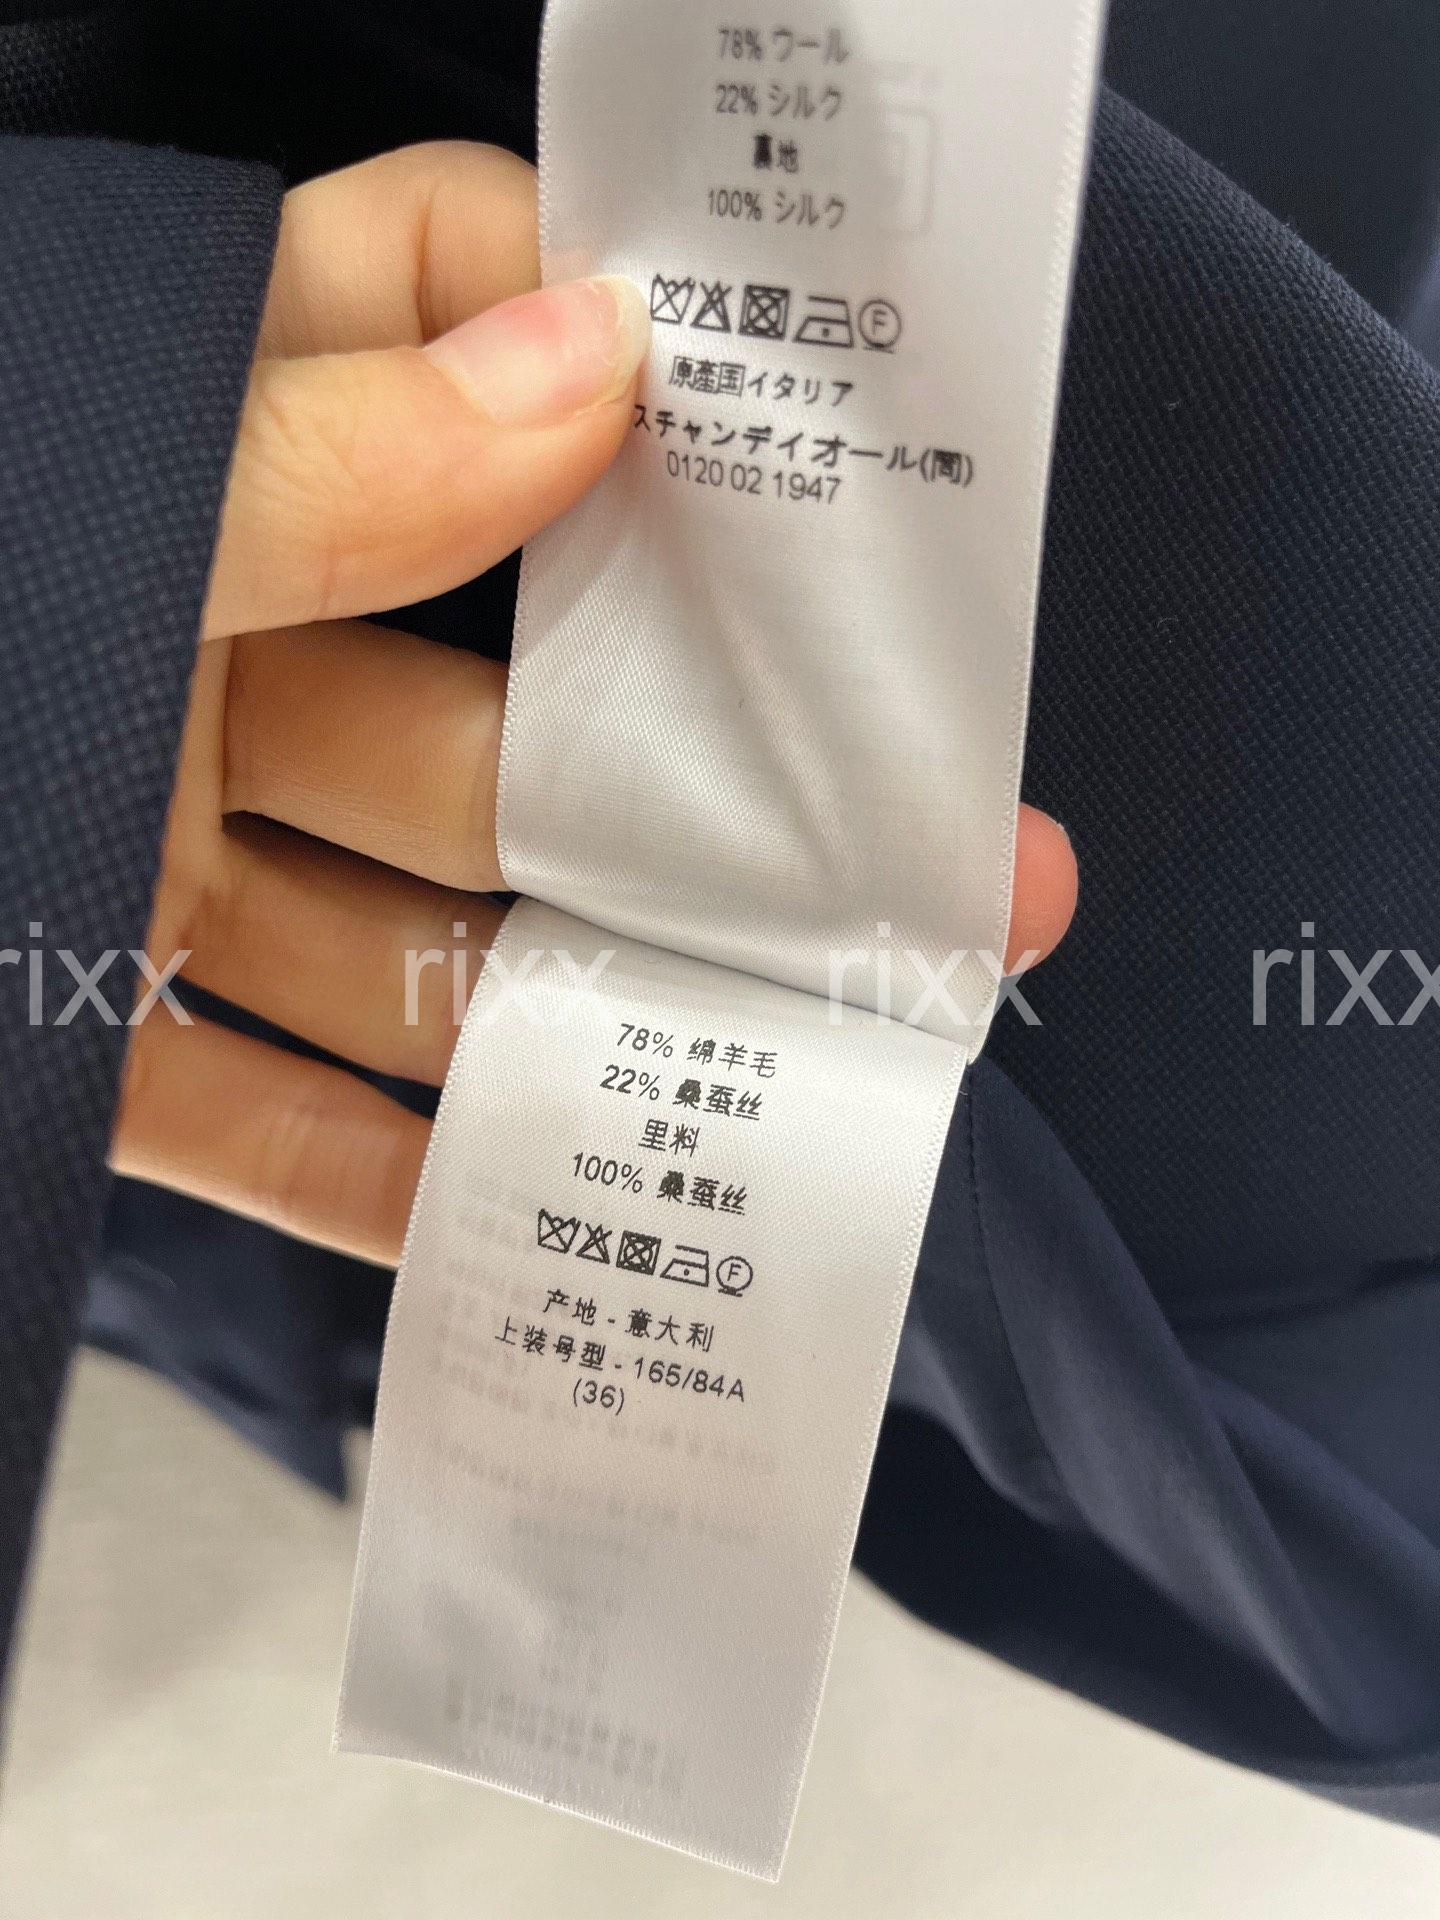 78% ウール
22% シルク
裏地
100% シルク
F
原産国イタリア
スチャンディオール(問)
0120 02 1947
rixx rixx rixx rixx
78% 绵羊毛
22% 桑蚕丝
里料
100% 桑蚕丝
F
产地 - 意大利
上装号型 - 165/84A
(36)